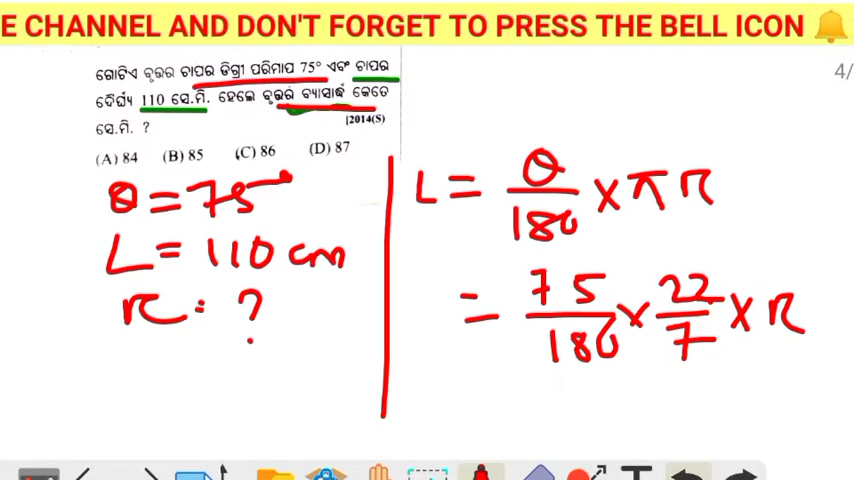 E CHANNEL AND DON'T FORGET TO PRESS THE BELL ICON 🔔
4/
ଗୋଟିଏ ବୃତ୍ତର ଚାପର ଡିଗ୍ରୀ ପରିମାପ 75° ଏବଂ ଚାପର
ଦୈର୍ଘ୍ୟ 110 ସେ.ମି. ହେଲେ ବୃତ୍ତର ବ୍ୟାସାର୍ଦ୍ଧ କେତେ
ସେ.ମି. ?
[2014(S)
(A) 84 (B) 85 (C) 86 (D) 87
θ = 75°
L = 110 cm
r = ?
L = θ/180 × π r
= 75/180 × 22/7 × r